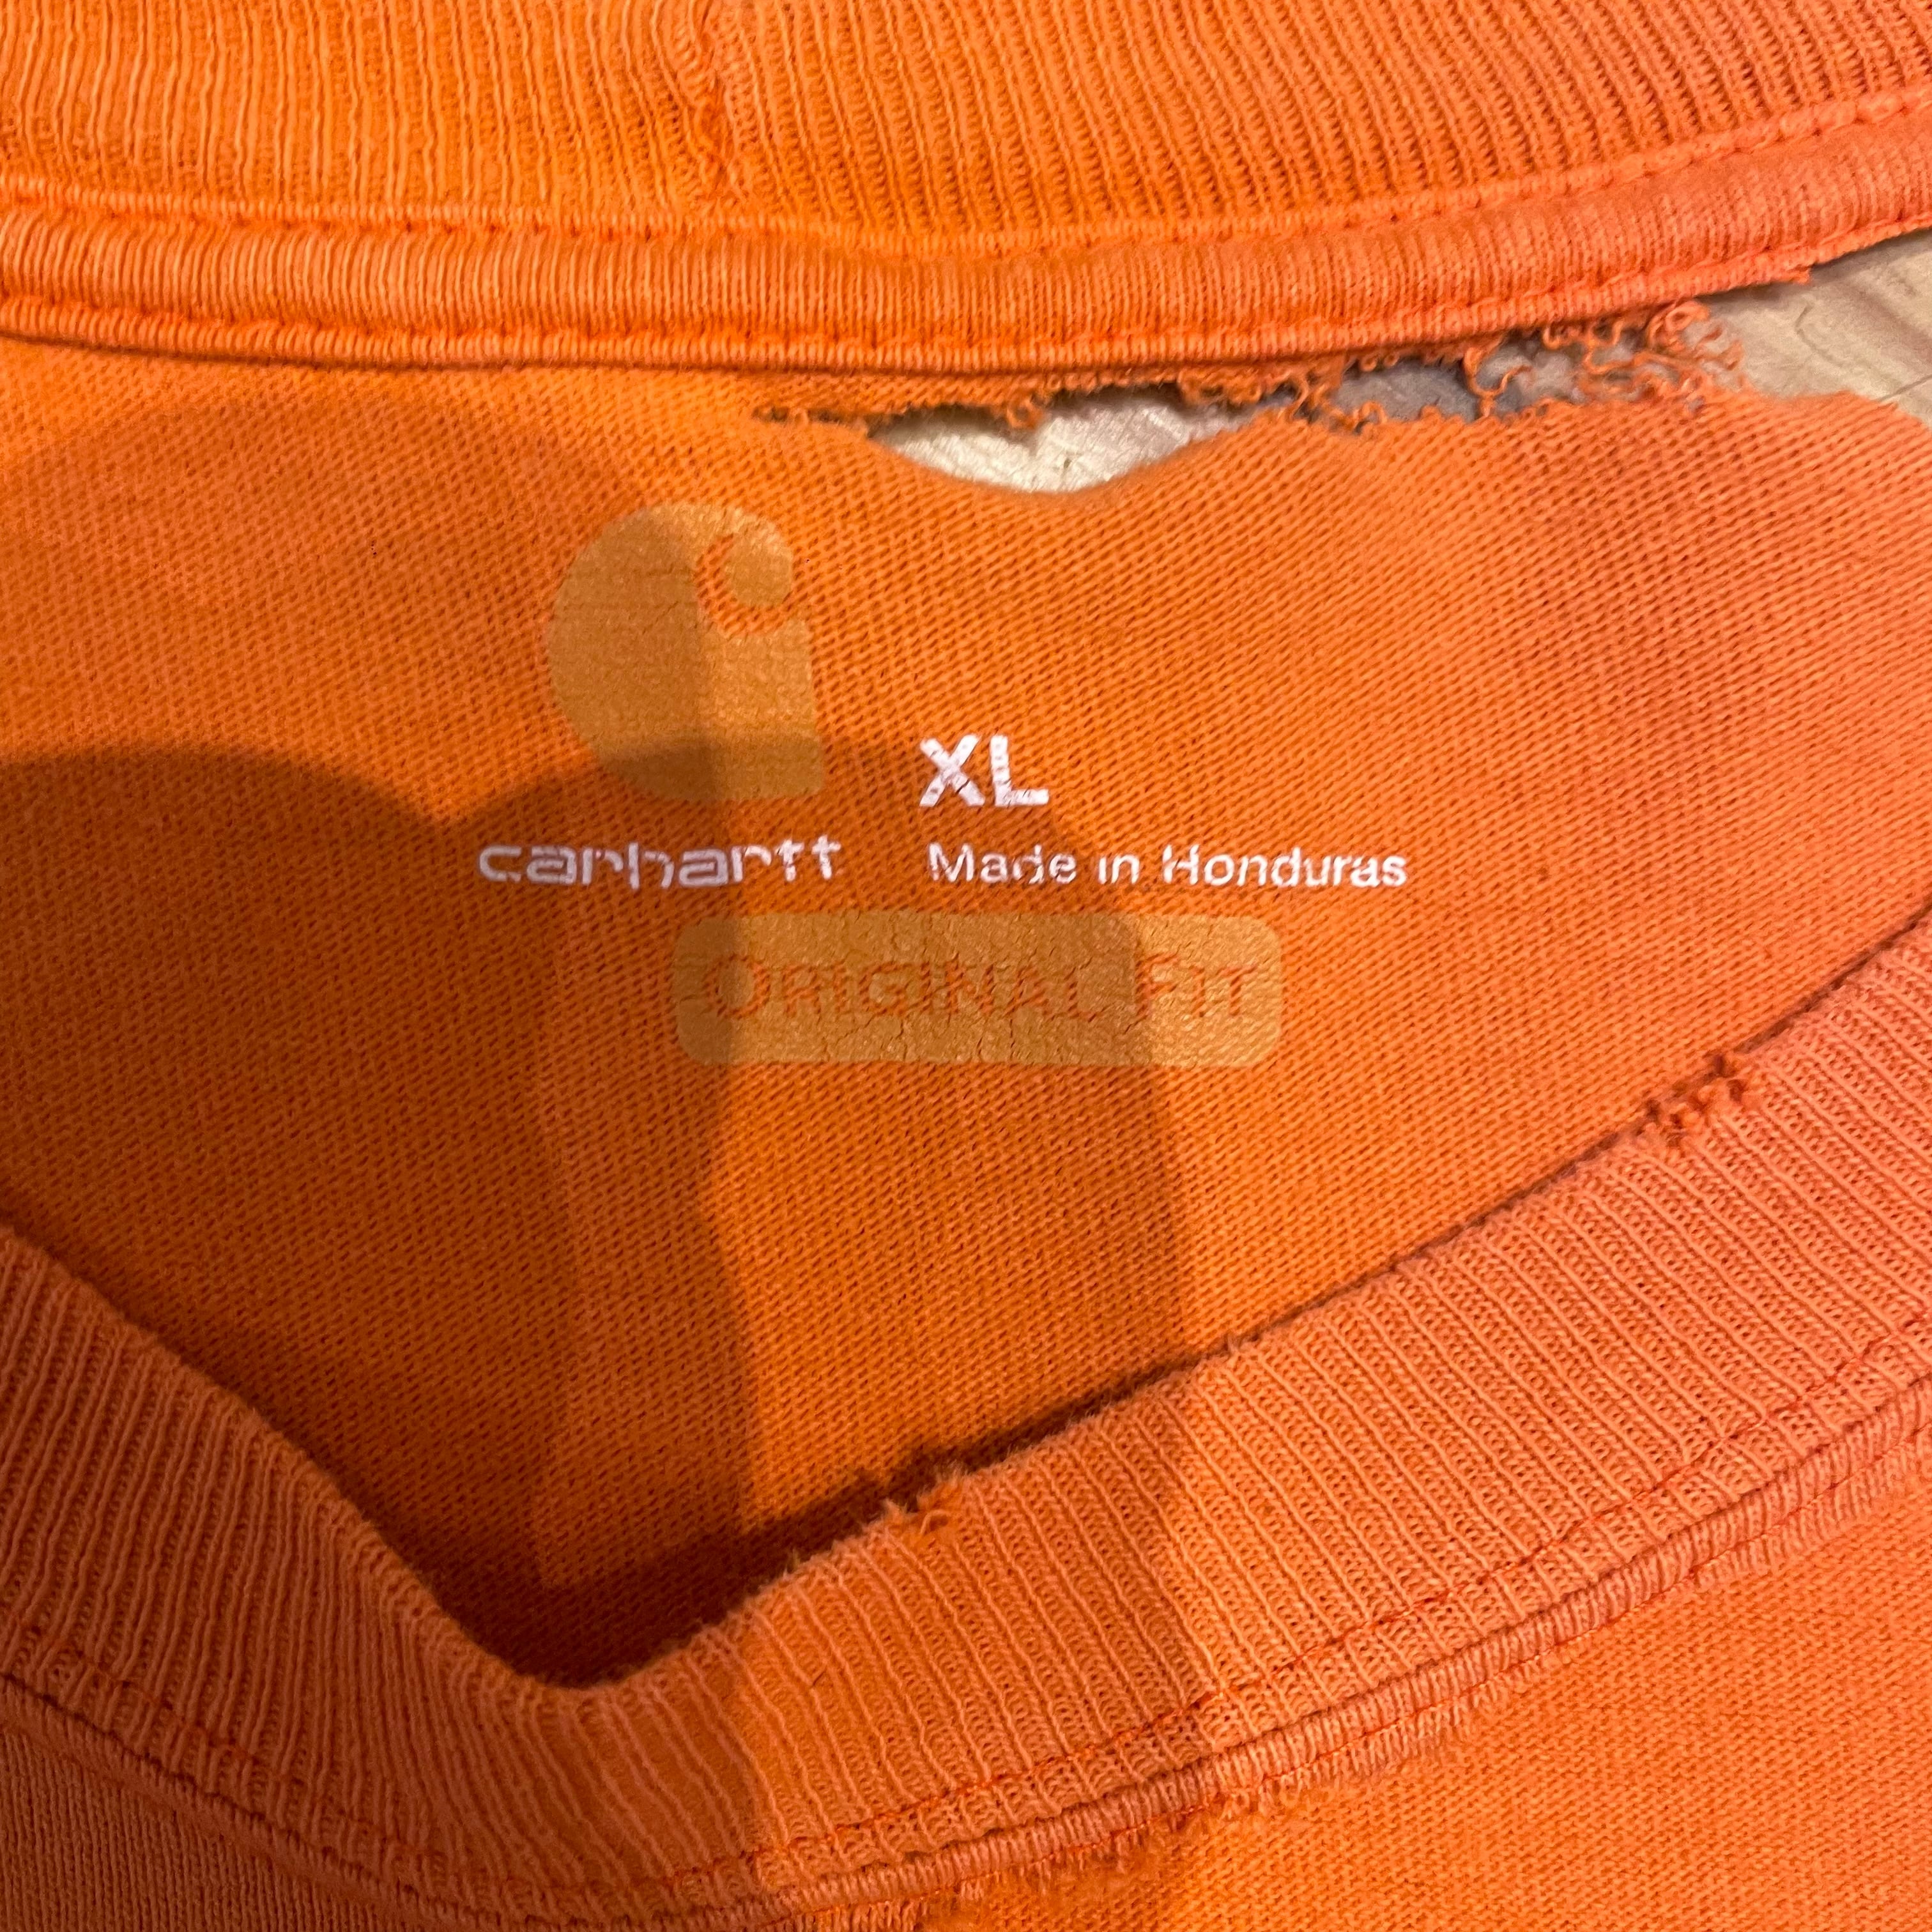 XL
carhartt Made in Honduras
ORIGINAL FIT